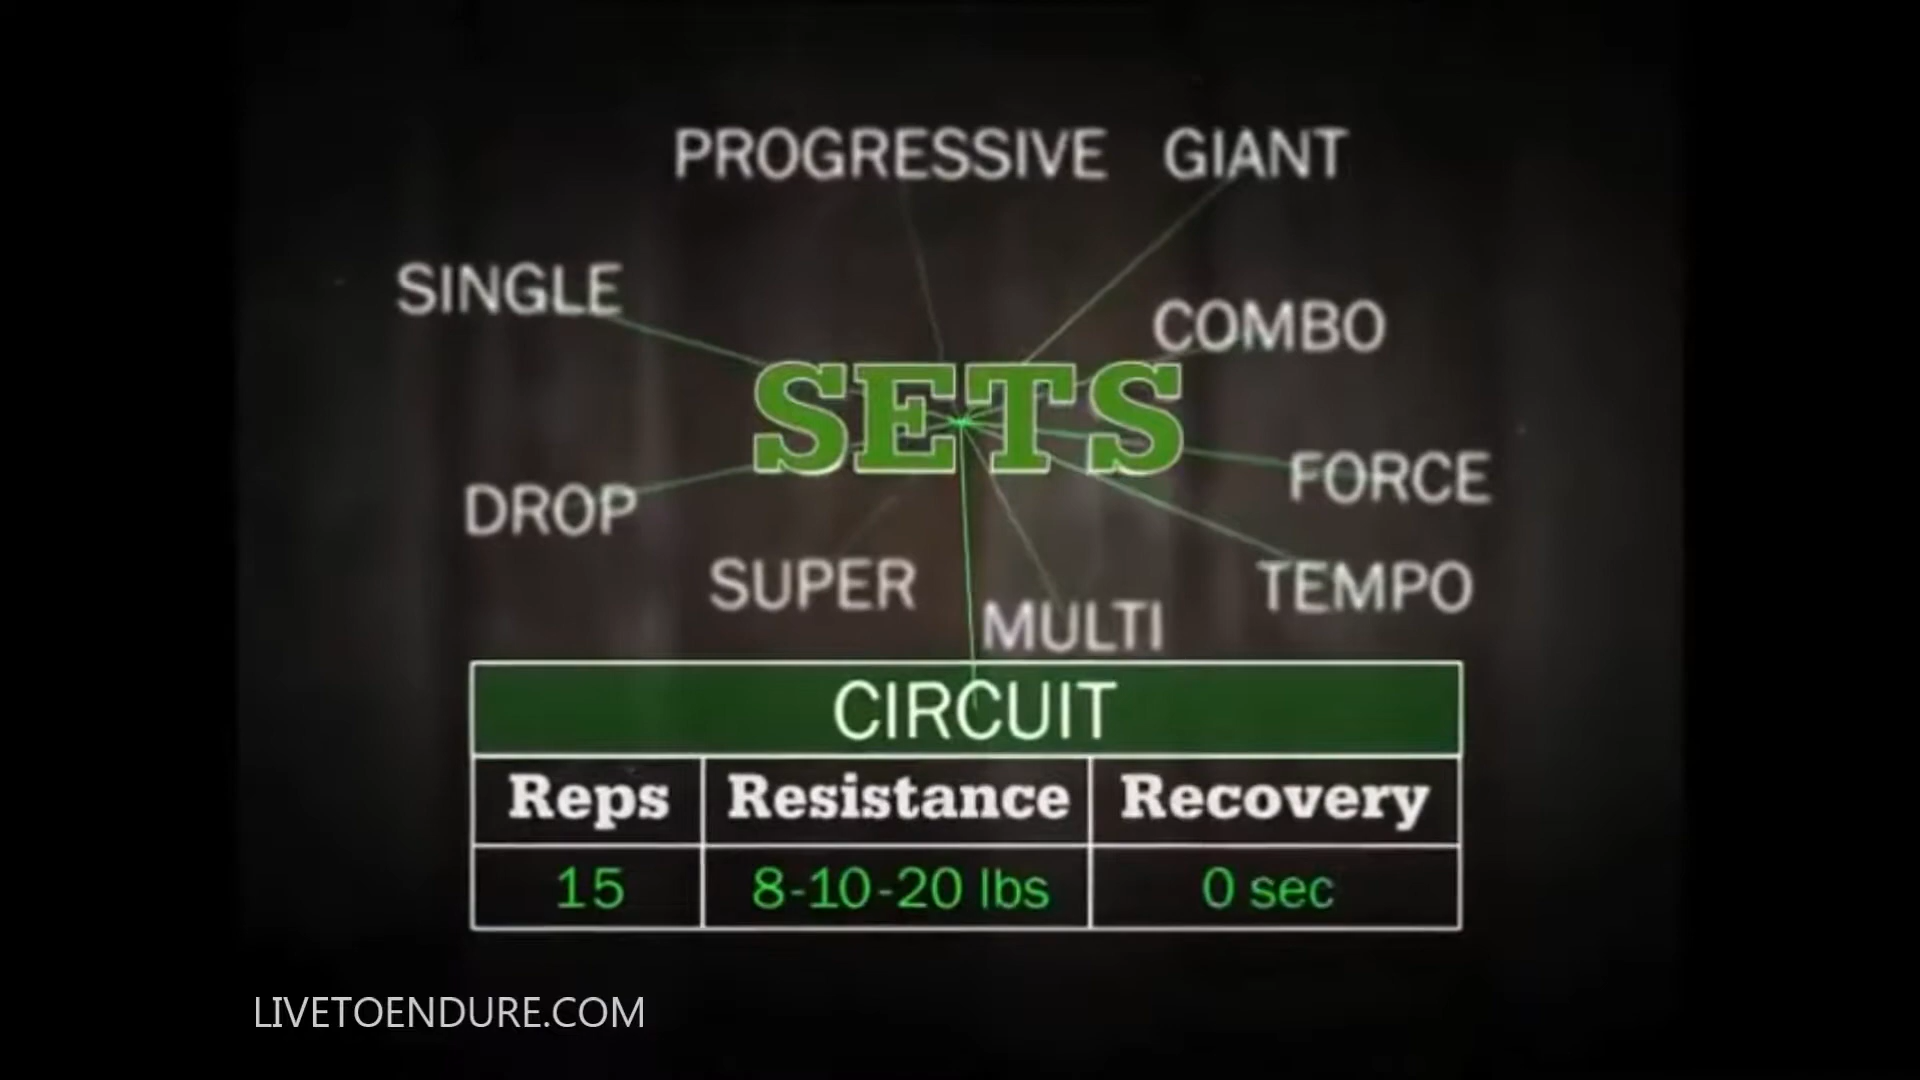 PROGRESSIVE GIANT
SINGLE
COMBO
SETS
FORCE
DROP
TEMPO
SUPER
MULTI
CIRCUIT
Reps Resistance Recovery
15 8-10-20 lbs 0 sec
LIVETOENDURE.COM